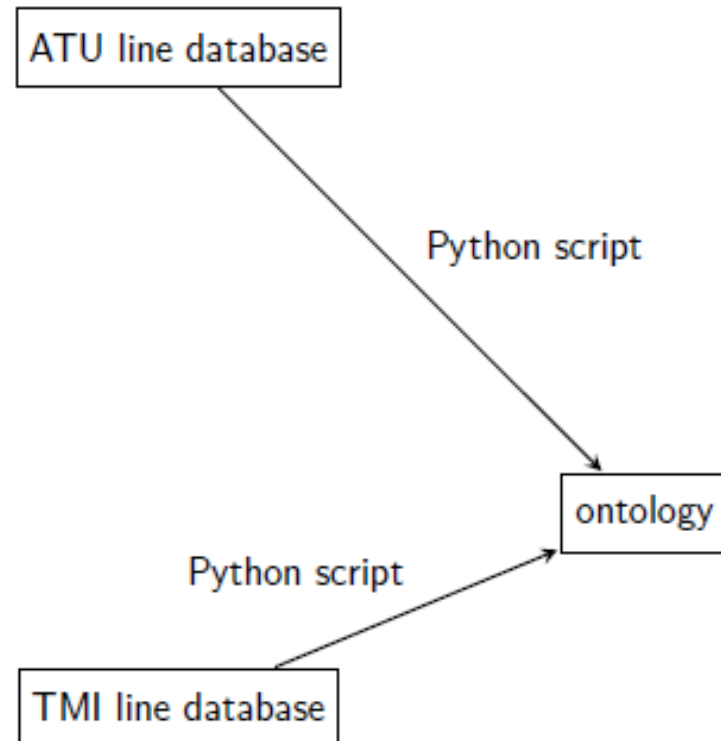 ATU line database
Python script
ontology
Python script
TMI line database